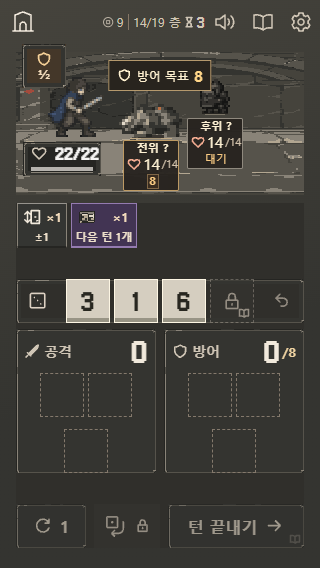 9 14/19 층 3
방어 목표 8
½
22/22
전위 ?
14/14
8
후위 ?
14/14
대기
×1
±1
×1
다음 턴 1개
3 1 6
공격 0
방어 0/8
1
턴 끝내기